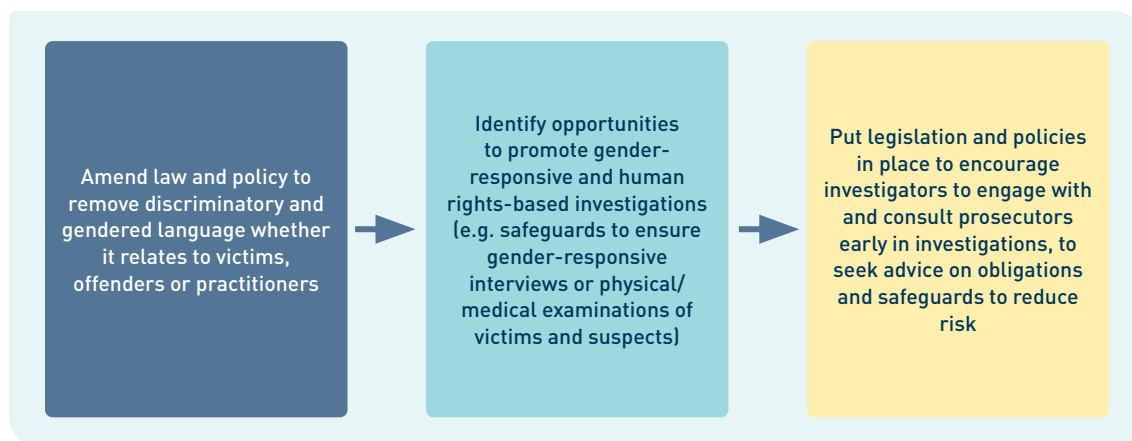 Amend law and policy to
remove discriminatory and
gendered language whether
it relates to victims,
offenders or practitioners
Identify opportunities
to promote gender-
responsive and human
rights-based investigations
(e.g. safeguards to ensure
gender-responsive
interviews or physical/
medical examinations of
victims and suspects)
Put legislation and policies
in place to encourage
investigators to engage with
and consult prosecutors
early in investigations, to
seek advice on obligations
and safeguards to reduce
risk